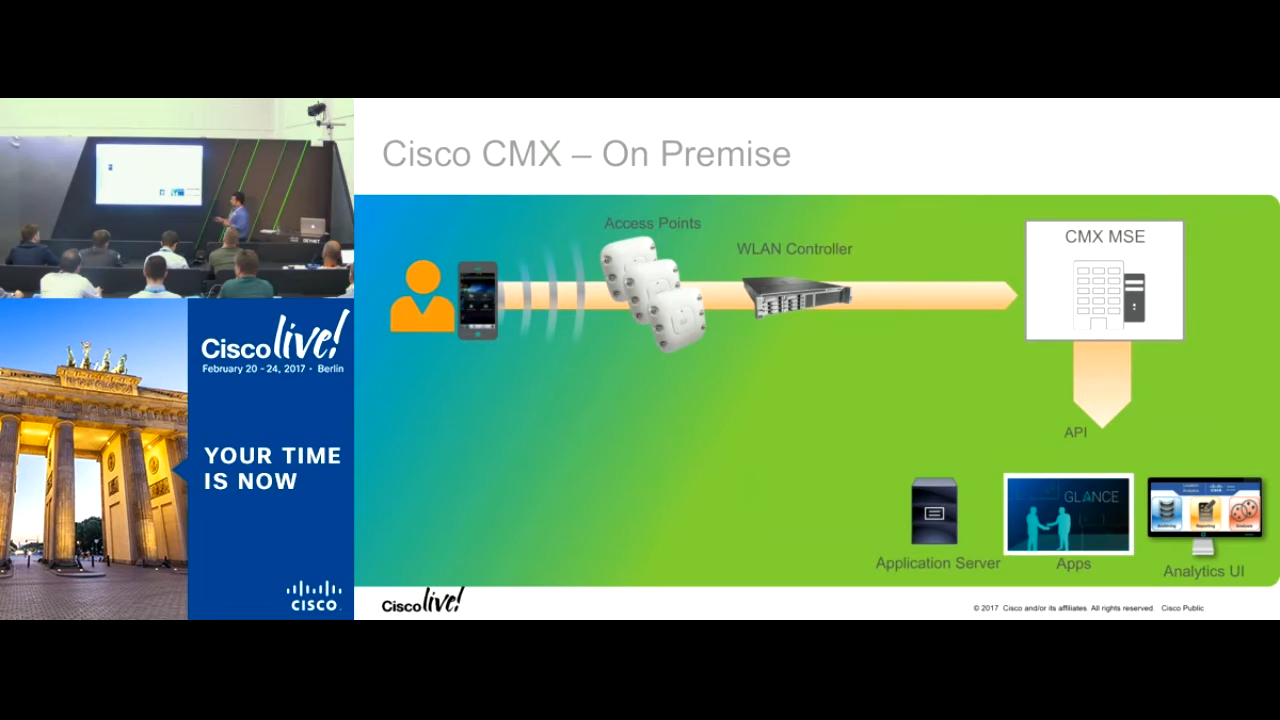 Cisco CMX – On Premise
Access Points
WLAN Controller
CMX MSE
API
GLANCE
Application Server
Apps
Analytics UI
Reporting
Cisco live!
© 2017 Cisco and/or its affiliates. All rights reserved. Cisco Public
DEVNET
Cisco live!
February 20 - 24, 2017 • Berlin
YOUR TIME
IS NOW
CISCO